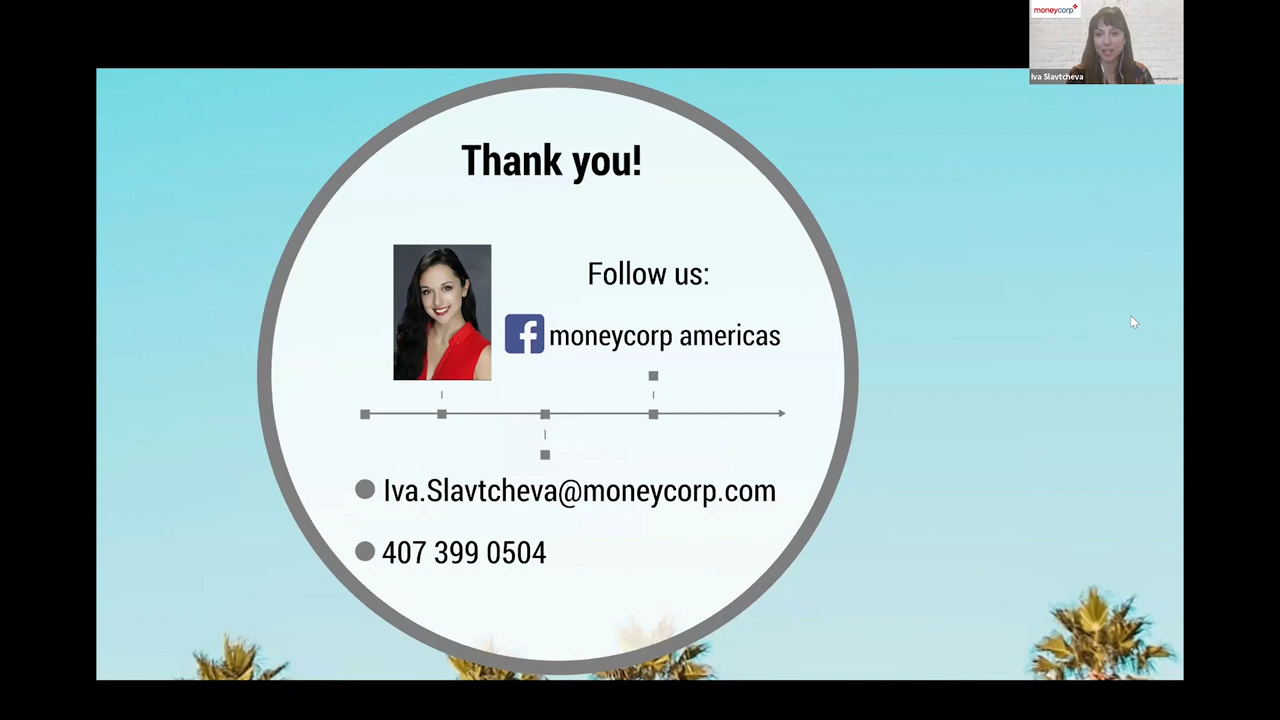 moneycorp
Iva Slavtcheva
Thank you!
Follow us:
moneycorp americas
Iva.Slavtcheva@moneycorp.com
407 399 0504